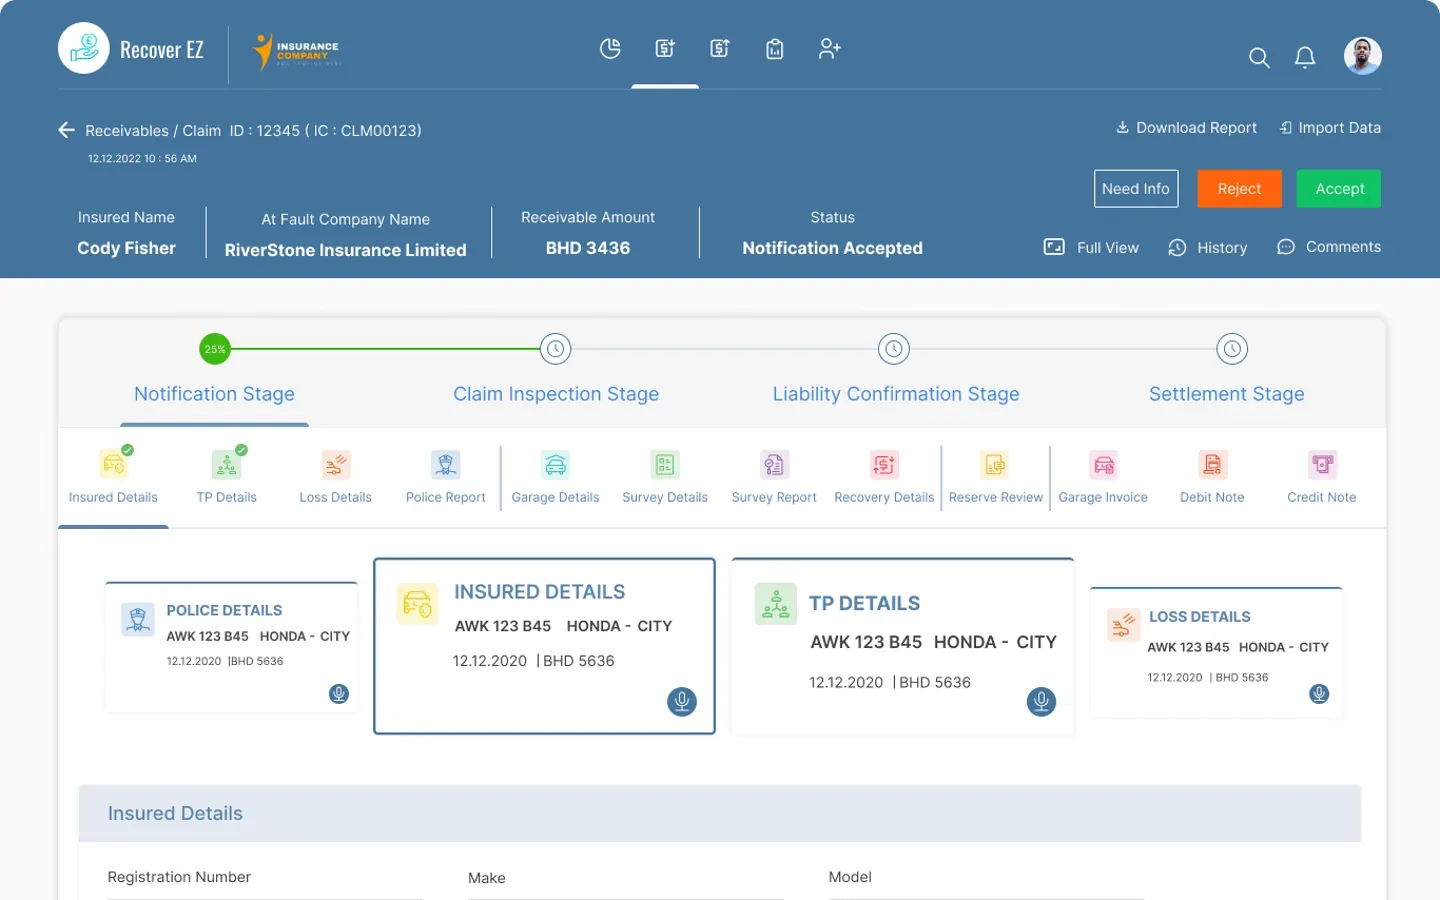 Recover EZ
INSURANCE
COMPANY
Receivables / Claim ID : 12345 ( IC : CLM00123)
12.12.2022 10 : 56 AM
Download Report
Import Data
Need Info
Reject
Accept
Insured Name
Cody Fisher
At Fault Company Name
RiverStone Insurance Limited
Receivable Amount
BHD 3436
Status
Notification Accepted
Full View
History
Comments
25%
Notification Stage
Claim Inspection Stage
Liability Confirmation Stage
Settlement Stage
Insured Details
TP Details
Loss Details
Police Report
Garage Details
Survey Details
Survey Report
Recovery Details
Reserve Review
Garage Invoice
Debit Note
Credit Note
POLICE DETAILS
AWK 123 B45 HONDA - CITY
12.12.2020 |BHD 5636
INSURED DETAILS
AWK 123 B45 HONDA - CITY
12.12.2020 | BHD 5636
TP DETAILS
AWK 123 B45 HONDA - CITY
12.12.2020 | BHD 5636
LOSS DETAILS
AWK 123 B45 HONDA - CITY
12.12.2020 | BHD 5636
Insured Details
Registration Number
Make
Model